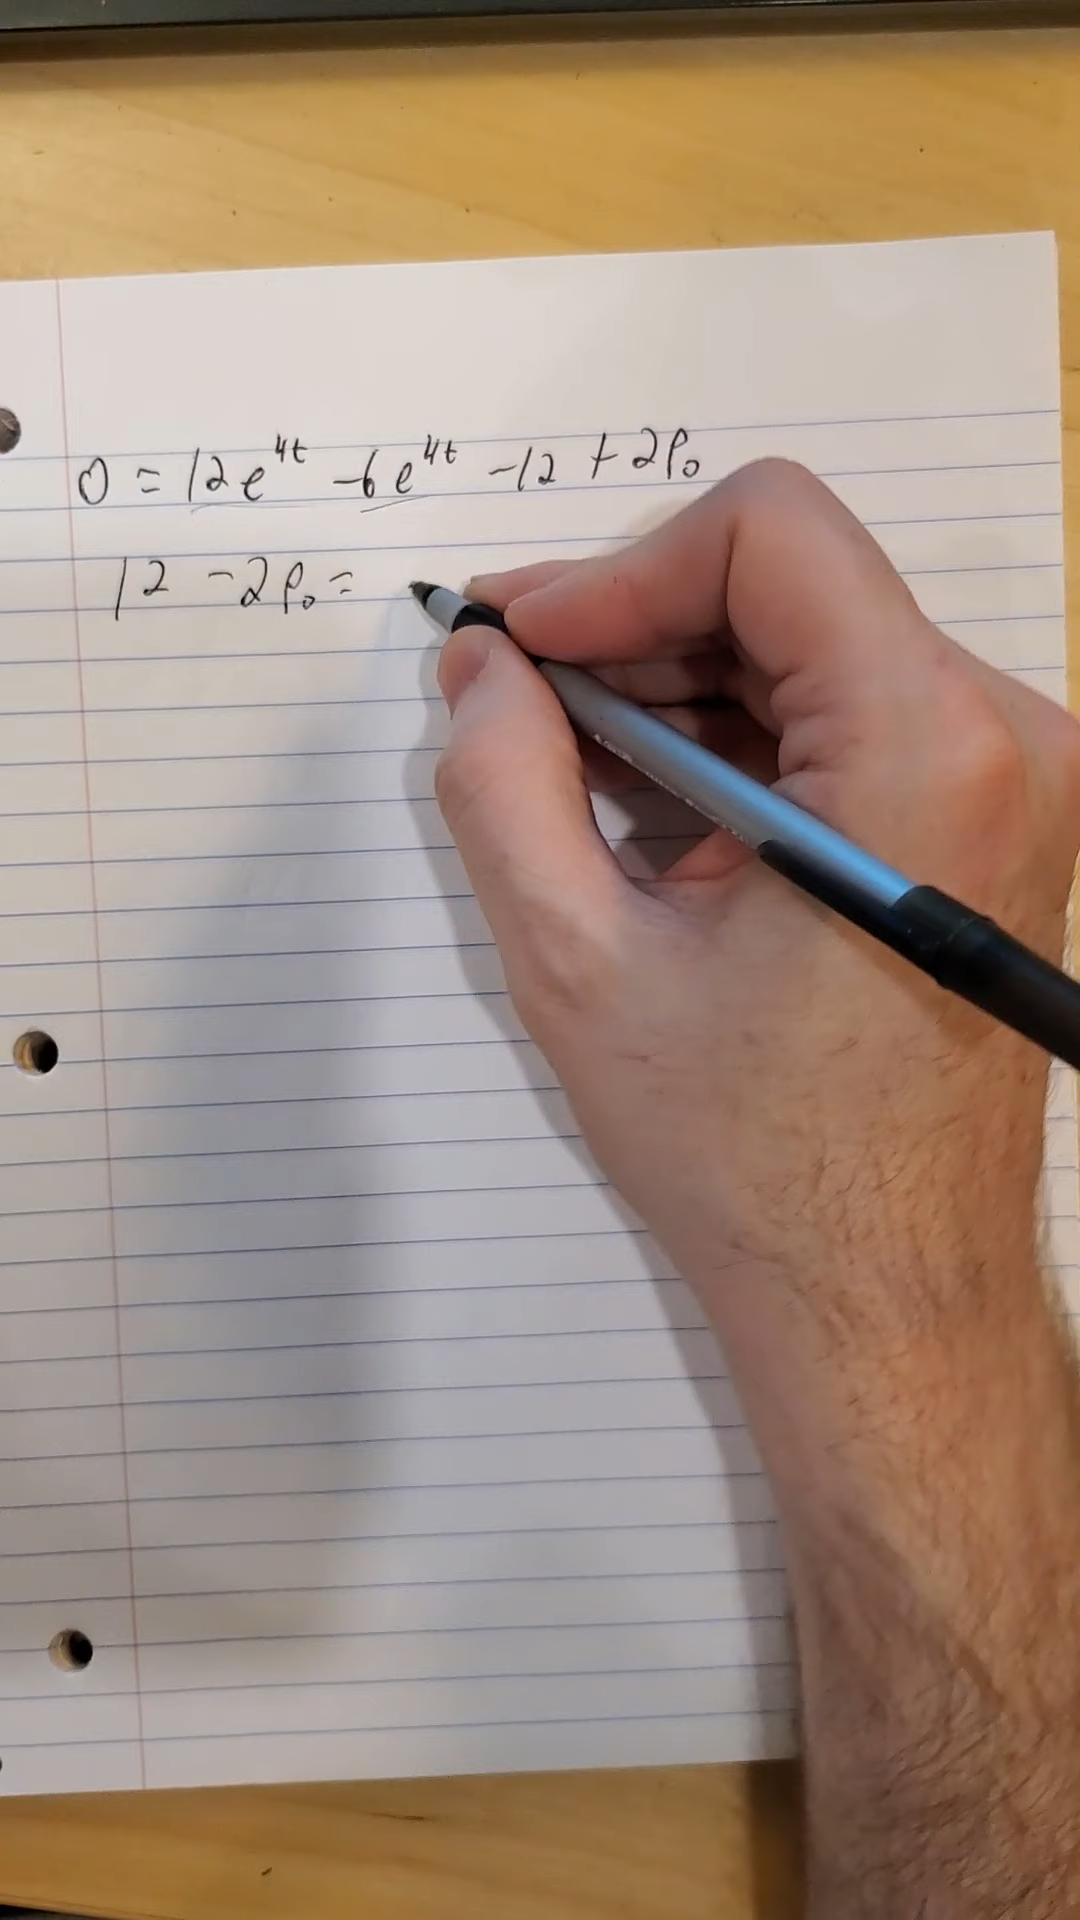 0 = 12e^{4t} - 6e^{4t} - 12 + 2P₀
12 - 2P₀ =